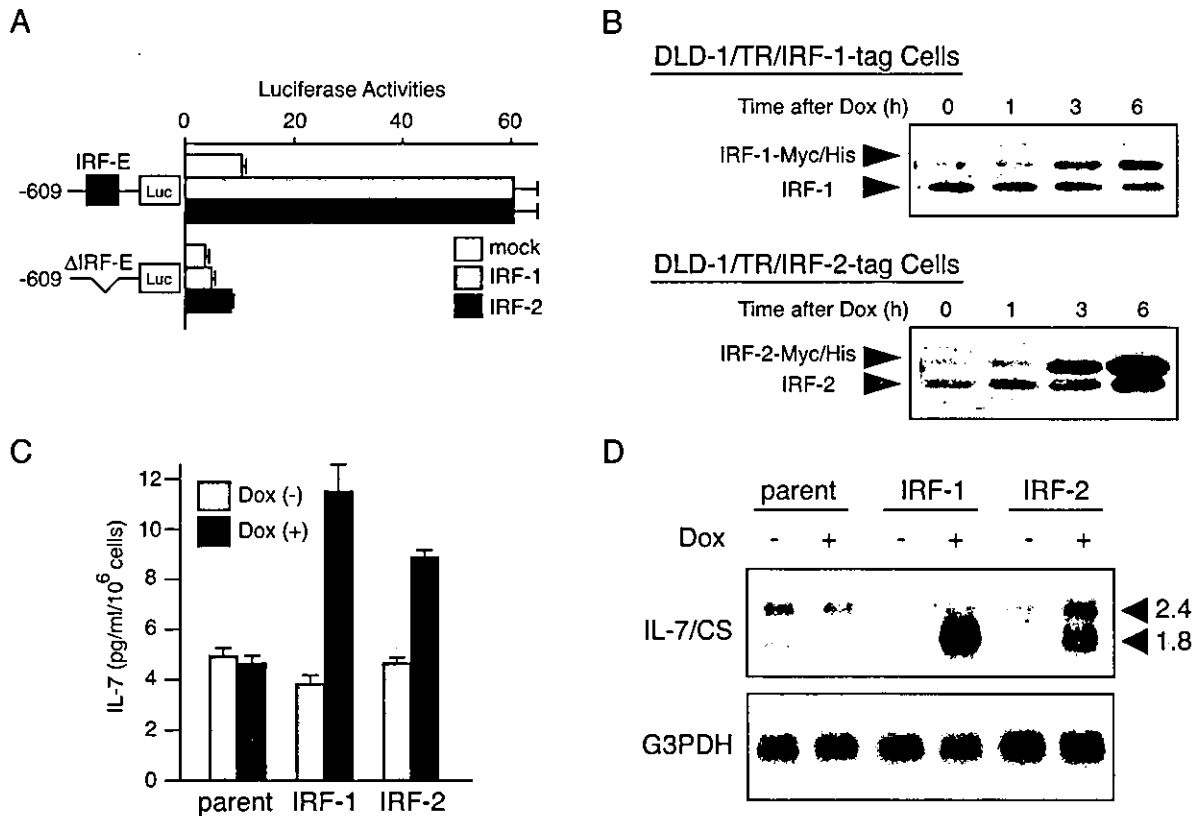 A
Luciferase Activities
0 20 40 60
IRF-E
-609
Luc
ΔIRF-E
-609
Luc
mock
IRF-1
IRF-2
B
DLD-1/TR/IRF-1-tag Cells
Time after Dox (h) 0 1 3 6
IRF-1-Myc/His
IRF-1
DLD-1/TR/IRF-2-tag Cells
Time after Dox (h) 0 1 3 6
IRF-2-Myc/His
IRF-2
C
12
10
8
6
4
2
0
IL-7 (pg/ml/10⁶ cells)
Dox (-)
Dox (+)
parent IRF-1 IRF-2
D
parent IRF-1 IRF-2
Dox - + - + - +
IL-7/CS
2.4
1.8
G3PDH